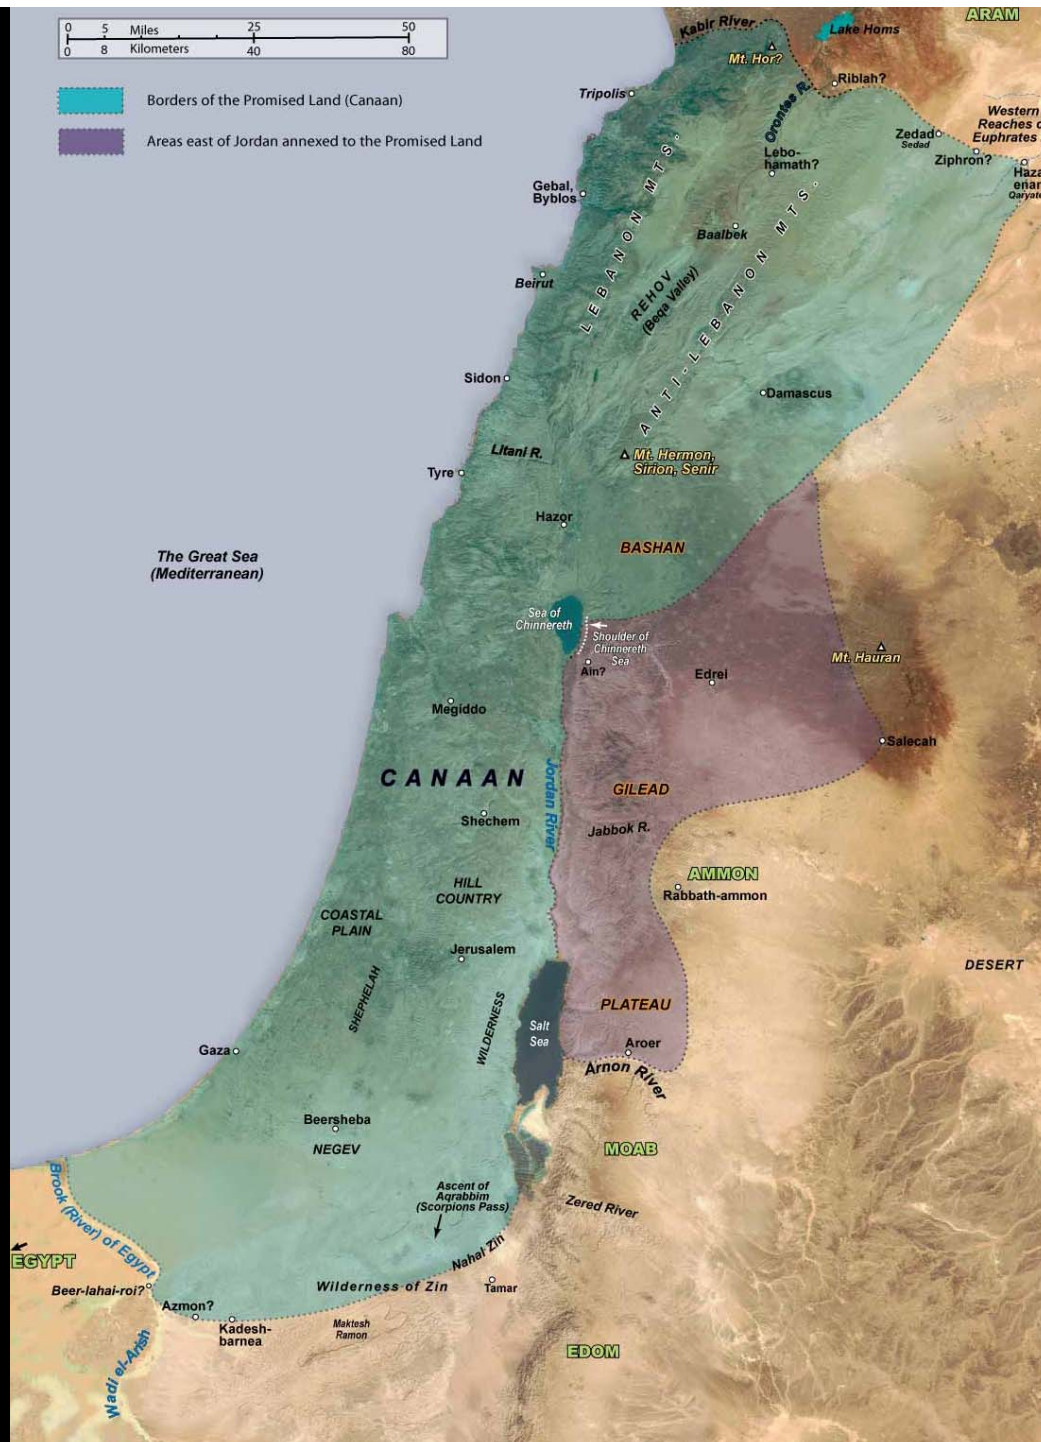 0 5 Miles 25 50
0 8 Kilometers 40 80
Borders of the Promised Land (Canaan)
Areas east of Jordan annexed to the Promised Land
ARAM
Kabir River
Lake Homs
Mt. Hor?
Riblah?
Tripolis
Orontes R.
Western
Reaches
Euphrates
Zedad
Sedad
Ziphron?
Lebo-
hamath?
Gebal,
Byblos
LEBANON MTS.
Baalbek
REHOV
(Beqa Valley)
ANTI-LEBANON MTS.
Beirut
Sidon
Damascus
Litani R.
Mt. Hermon,
Sirion, Senir
Tyre
Hazor
BASHAN
The Great Sea
(Mediterranean)
Sea of
Chinnereth
Shoulder of
Chinnereth
Sea
Ain?
Edrei
Mt. Hauran
Megiddo
Salecah
CANAAN
Jordan River
GILEAD
Shechem
Jabbok R.
HILL
COUNTRY
AMMON
Rabbath-ammon
COASTAL
PLAIN
Jerusalem
DESERT
SHEPHELAH
WILDERNESS
PLATEAU
Salt
Sea
Gaza
Aroer
Arnon River
Beersheba
NEGEV
MOAB
Ascent of
Aqrabbim
(Scorpions Pass)
Zered River
Brook (River) of Egypt
EGYPT
Nahal Zin
Wilderness of Zin
Tamar
Beer-lahai-roi?
Azmon?
Kadesh-
barnea
Maktesh
Ramon
EDOM
Wadi el-Arish